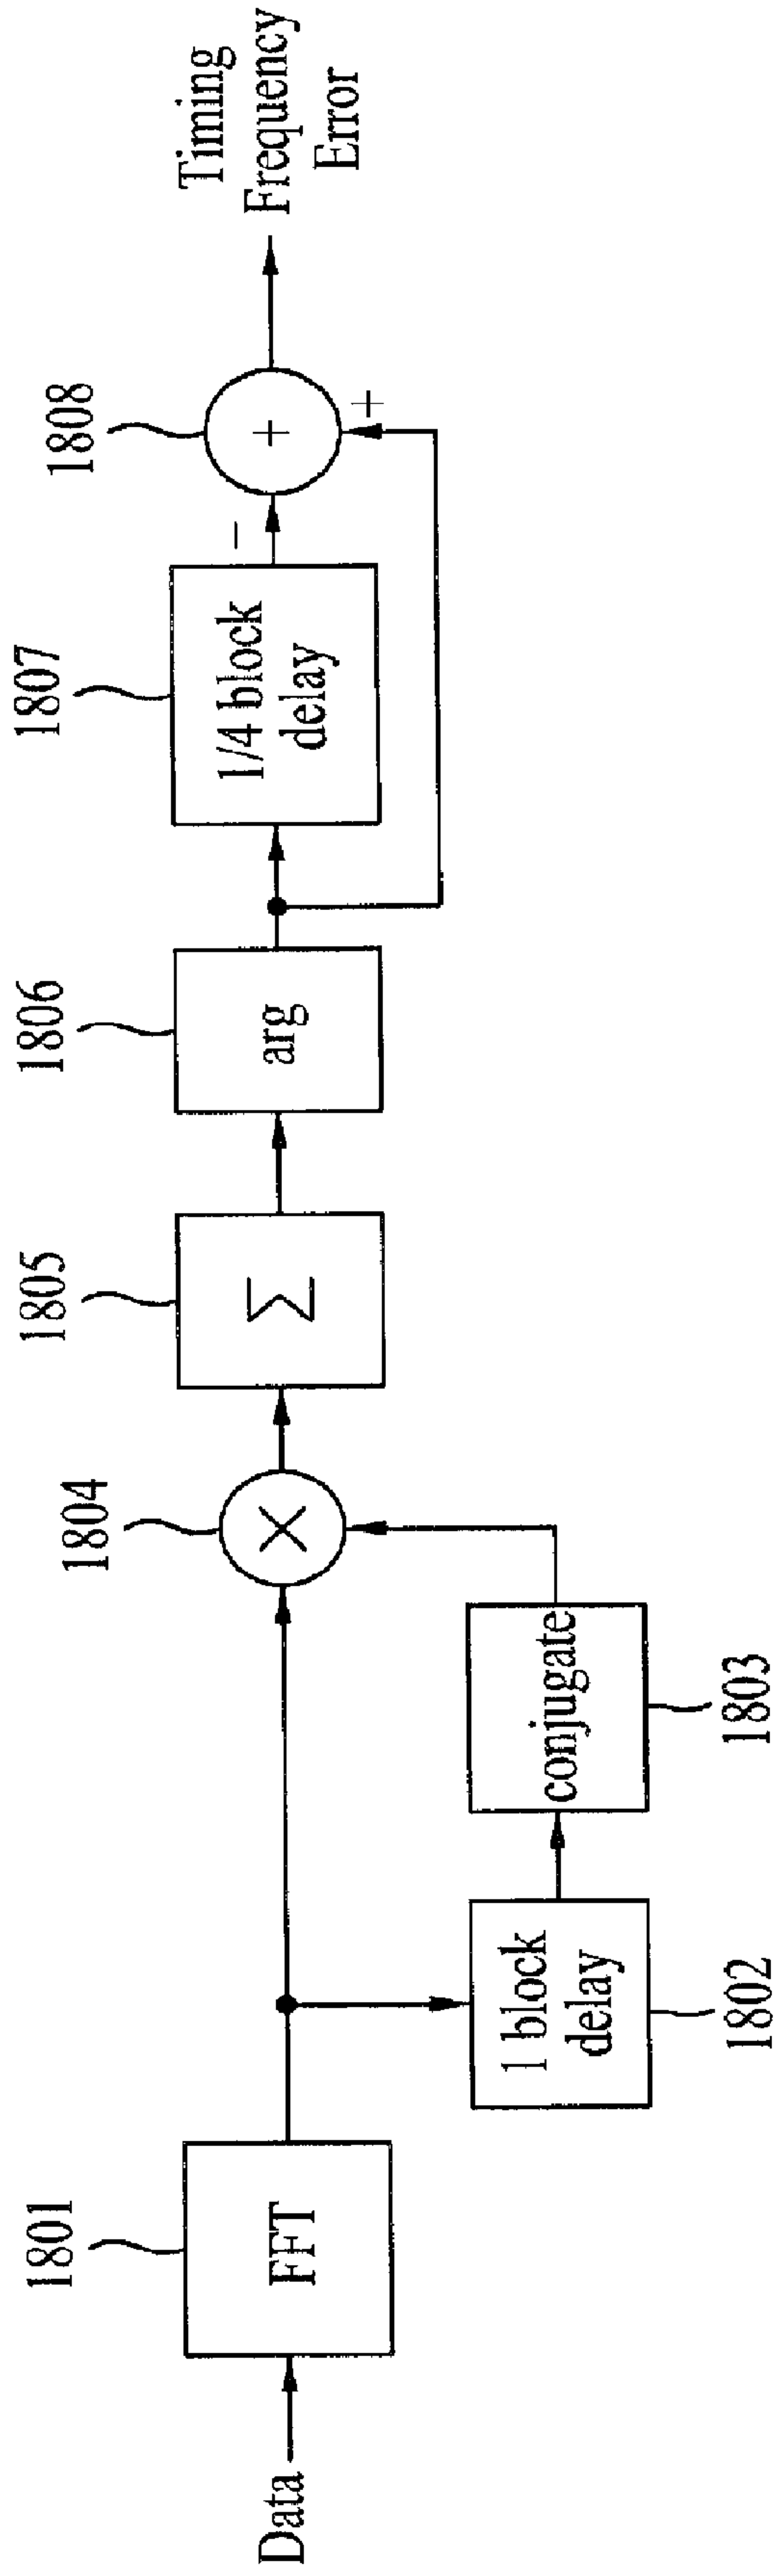 Data
1801
FFT
1 block
delay
1802
conjugate
1803
1804
×
1805
Σ
1806
arg
1807
1/4 block
delay
−
1808
+
+
Timing
Frequency
Error